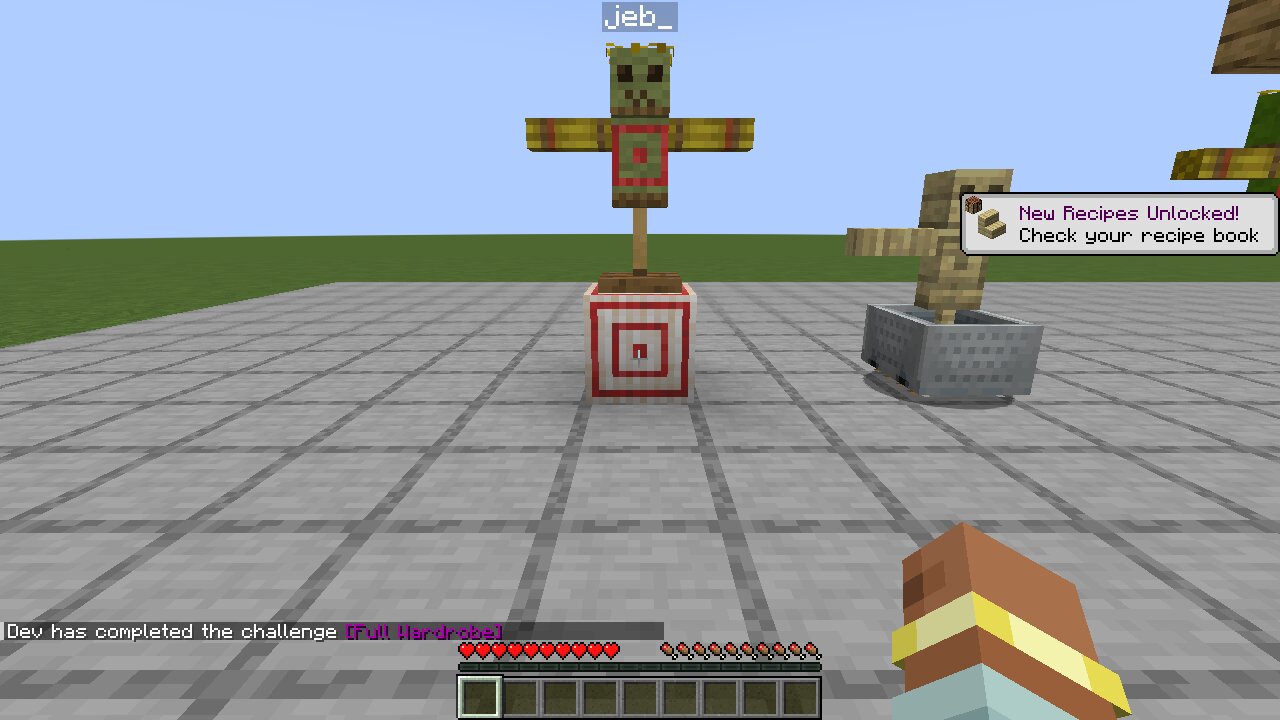 jeb_
New Recipes Unlocked!
Check your recipe book
Dev has completed the challenge [Full Wardrobe]